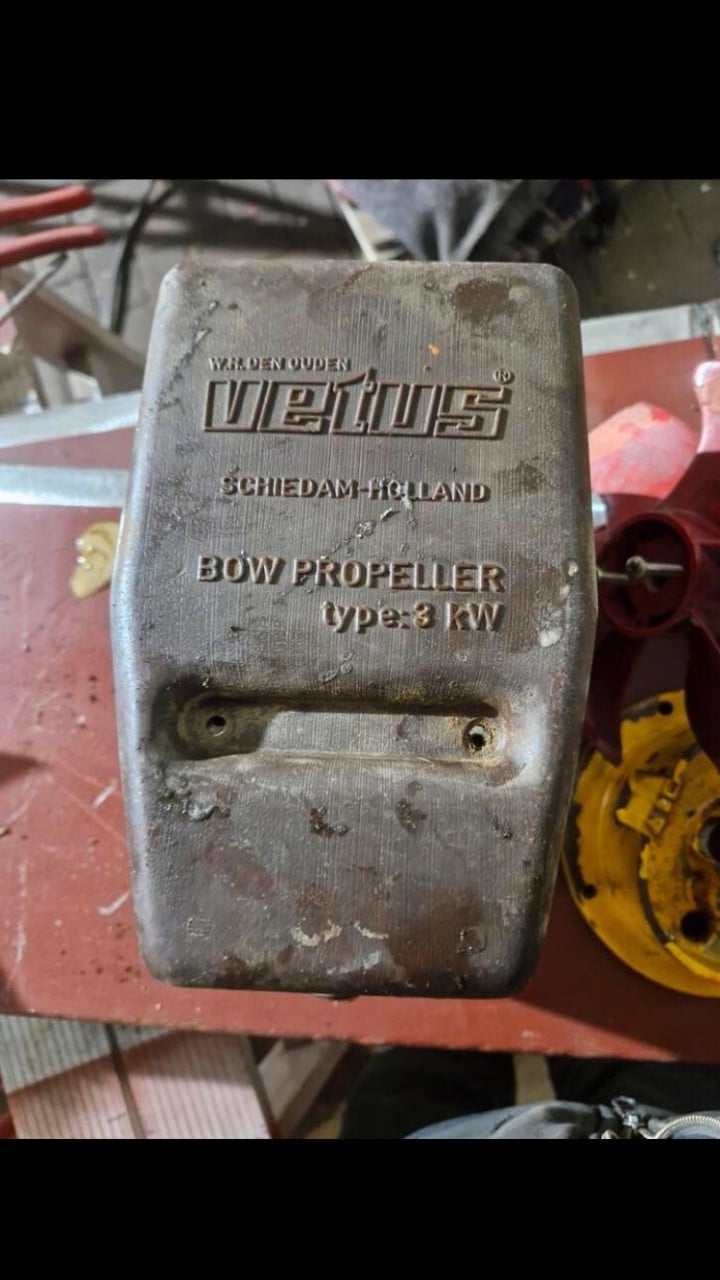 W.H. DEN OUDEN
vetus®
SCHIEDAM-HOLLAND
BOW PROPELLER
type: 3 kW